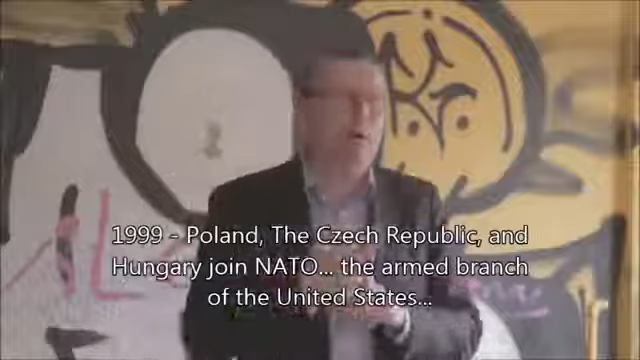 1999 - Poland, The Czech Republic, and
Hungary join NATO... the armed branch
of the United States...